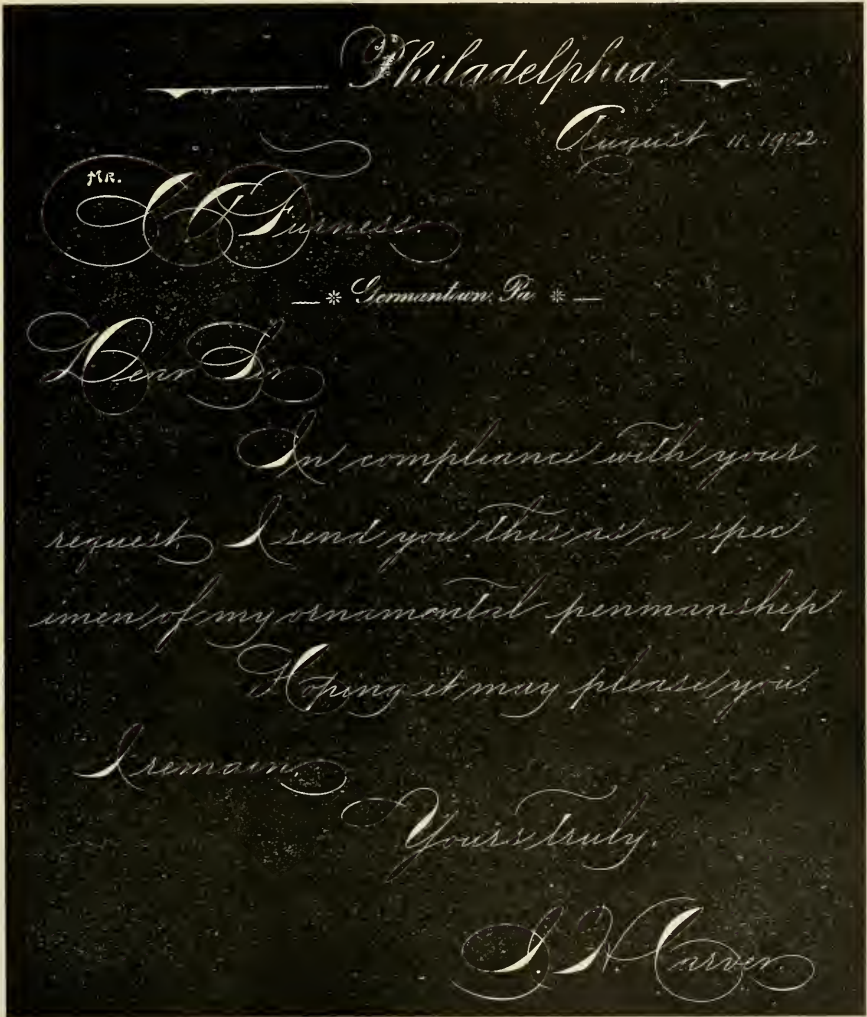 Philadelphia.
August 11. 1902.
MR. Furness
Germantown, Pa
Dear Sir
In compliance with your
request I send you this as a spec
imen of my ornamental penmanship
Hoping it may please you.
I remain,
Yours truly.
H. Carver.